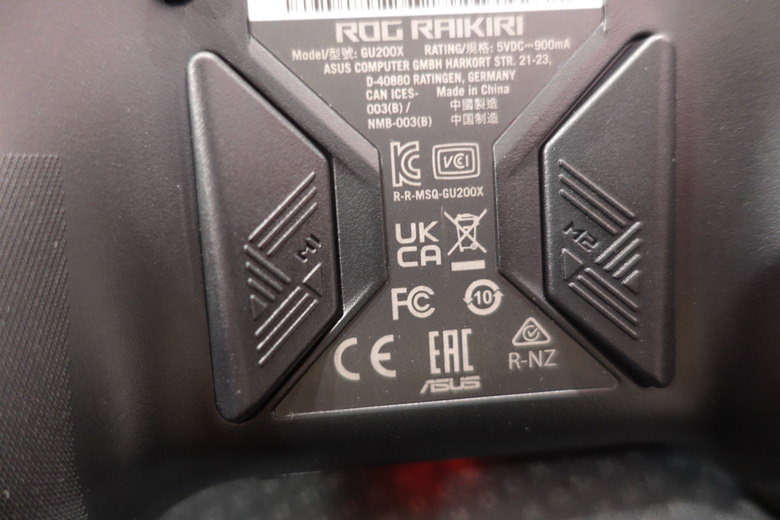 ROG RAIKIRI
Model/型號: GU200X RATING/規格: 5VDC⎓900mA
ASUS COMPUTER GMBH HARKORT STR. 21-23,
D-40880 RATINGEN, GERMANY
CAN ICES-
003(B) /
NMB-003(B)
Made in China
中國製造
中国制造
KC VCCI
R-R-MSQ-GU200X
M1
M2
UK
CA
FC 10
CE EAC R-NZ
ASUS